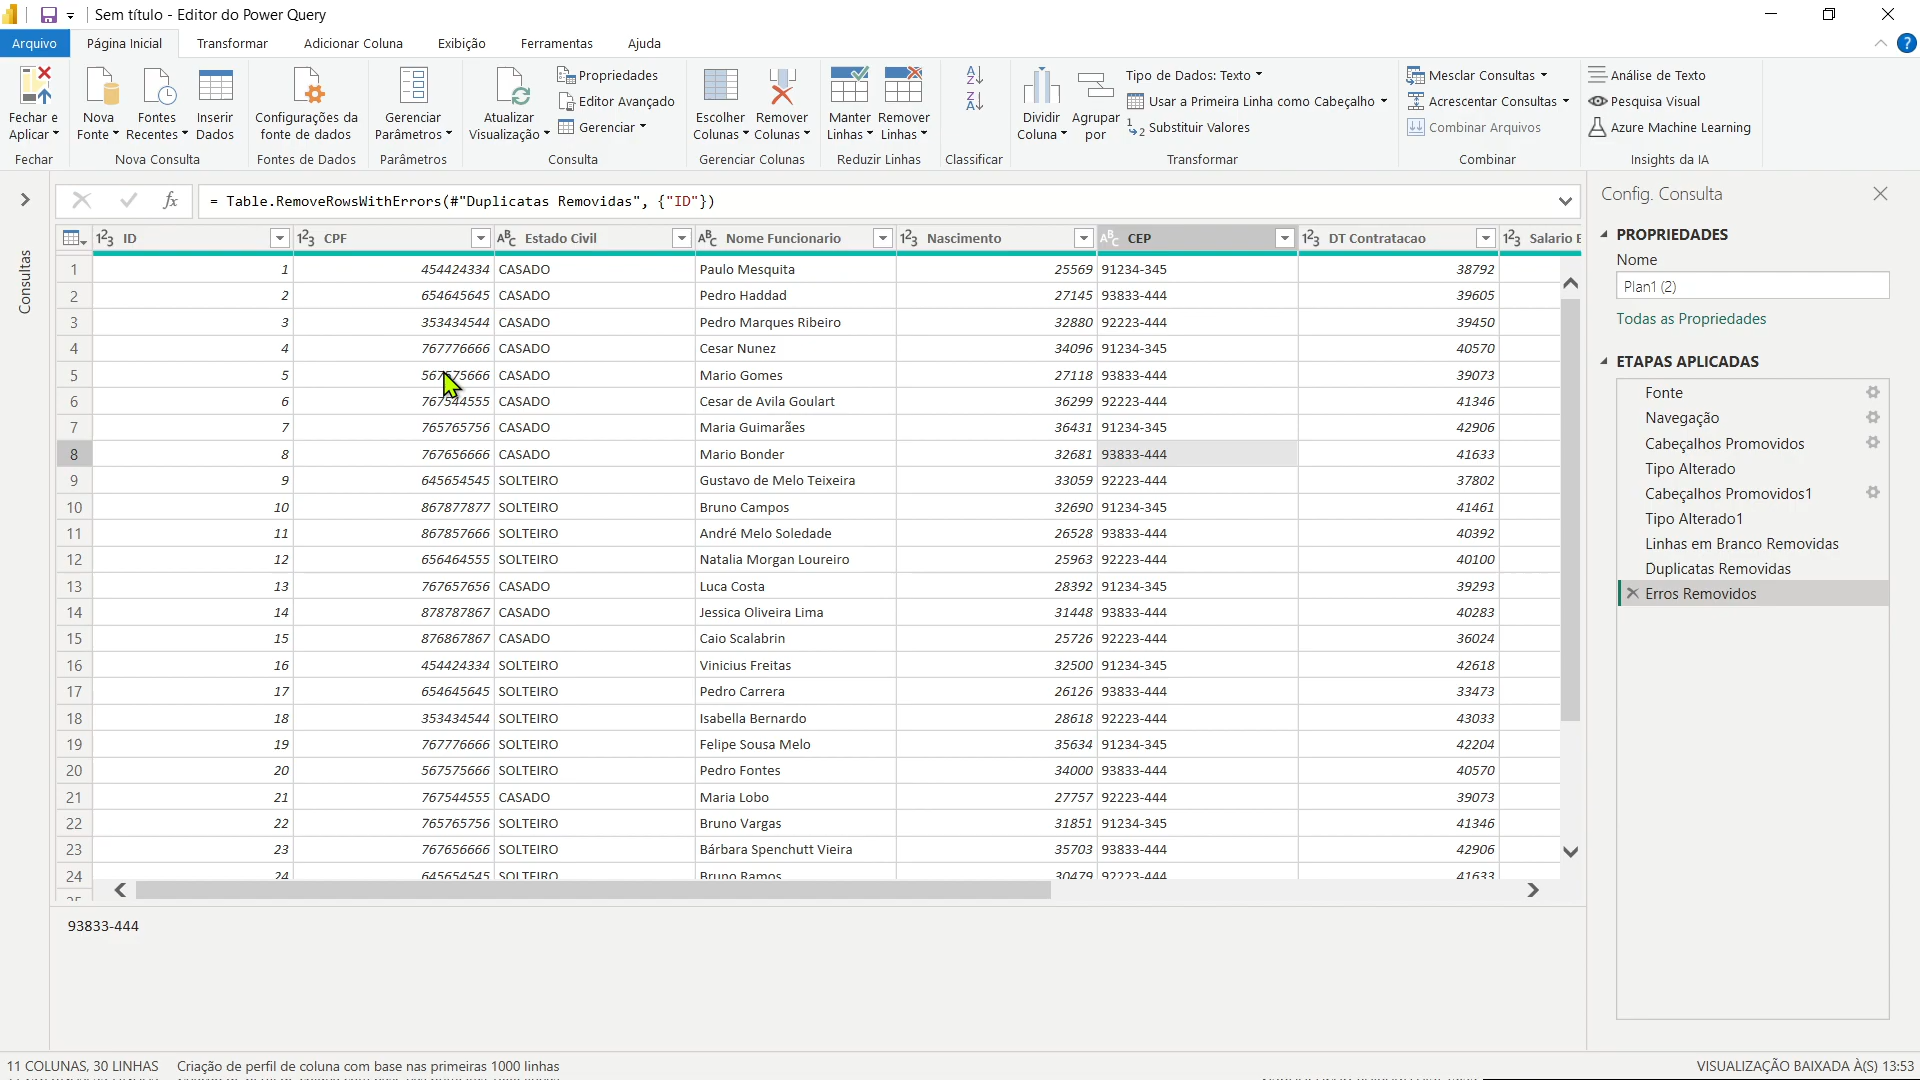 Sem título - Editor do Power Query
Arquivo Página Inicial Transformar Adicionar Coluna Exibição Ferramentas Ajuda
Fechar e Aplicar
Nova Fonte
Fontes Recentes
Inserir Dados
Configurações da fonte de dados
Gerenciar Parâmetros
Atualizar Visualização
Propriedades
Editor Avançado
Gerenciar
Escolher Colunas
Remover Colunas
Manter Linhas
Remover Linhas
Dividir Coluna
Agrupar por
Tipo de Dados: Texto
Usar a Primeira Linha como Cabeçalho
Substituir Valores
Mesclar Consultas
Acrescentar Consultas
Combinar Arquivos
Análise de Texto
Pesquisa Visual
Azure Machine Learning
Fechar Nova Consulta Fontes de Dados Parâmetros Consulta Gerenciar Colunas Reduzir Linhas Classificar Transformar Combinar Insights da IA
Consultas
fx = Table.RemoveRowsWithErrors(#"Duplicatas Removidas", {"ID"})
ID CPF Estado Civil Nome Funcionario Nascimento CEP DT Contratacao
1 1 454424334 CASADO Paulo Mesquita 25569 91234-345 38792
2 2 654645645 CASADO Pedro Haddad 27145 93833-444 39605
3 3 353434544 CASADO Pedro Marques Ribeiro 32880 92223-444 39450
4 4 767776666 CASADO Cesar Nunez 34096 91234-345 40570
5 5 CASADO Mario Gomes 27118 93833-444 39073
6 6 767544555 CASADO Cesar de Avila Goulart 36299 92223-444 41346
7 7 765765756 CASADO Maria Guimarães 36431 91234-345 42906
8 8 767656666 CASADO Mario Bonder 32681 93833-444 41633
9 9 645654545 SOLTEIRO Gustavo de Melo Teixeira 33059 92223-444 37802
10 10 867877877 SOLTEIRO Bruno Campos 32690 91234-345 41461
11 11 867857666 SOLTEIRO André Melo Soledade 26528 93833-444 40392
12 12 656464555 SOLTEIRO Natalia Morgan Loureiro 25963 92223-444 40100
13 13 767657656 CASADO Luca Costa 28392 91234-345 39293
14 14 878787867 CASADO Jessica Oliveira Lima 31448 93833-444 40283
15 15 876867867 CASADO Caio Scalabrin 25726 92223-444 36024
16 16 454424334 SOLTEIRO Vinicius Freitas 32500 91234-345 42618
17 17 654645645 SOLTEIRO Pedro Carrera 26126 93833-444 33473
18 18 353434544 SOLTEIRO Isabella Bernardo 28618 92223-444 43033
19 19 767776666 SOLTEIRO Felipe Sousa Melo 35634 91234-345 42204
20 20 567575666 SOLTEIRO Pedro Fontes 34000 93833-444 40570
21 21 767544555 CASADO Maria Lobo 27757 92223-444 39073
22 22 765765756 SOLTEIRO Bruno Vargas 31851 91234-345 41346
23 23 767656666 SOLTEIRO Bárbara Spenchutt Vieira 35703 93833-444 42906
24 24 645654545 SOLTEIRO Bruno Ramos 30479 92223-444 41633
93833-444
Config. Consulta
PROPRIEDADES
Nome
Plan1 (2)
Todas as Propriedades
ETAPAS APLICADAS
Fonte
Navegação
Cabeçalhos Promovidos
Tipo Alterado
Cabeçalhos Promovidos1
Tipo Alterado1
Linhas em Branco Removidas
Duplicatas Removidas
Erros Removidos
11 COLUNAS, 30 LINHAS Criação de perfil de coluna com base nas primeiras 1000 linhas VISUALIZAÇÃO BAIXADA À(S) 13:53